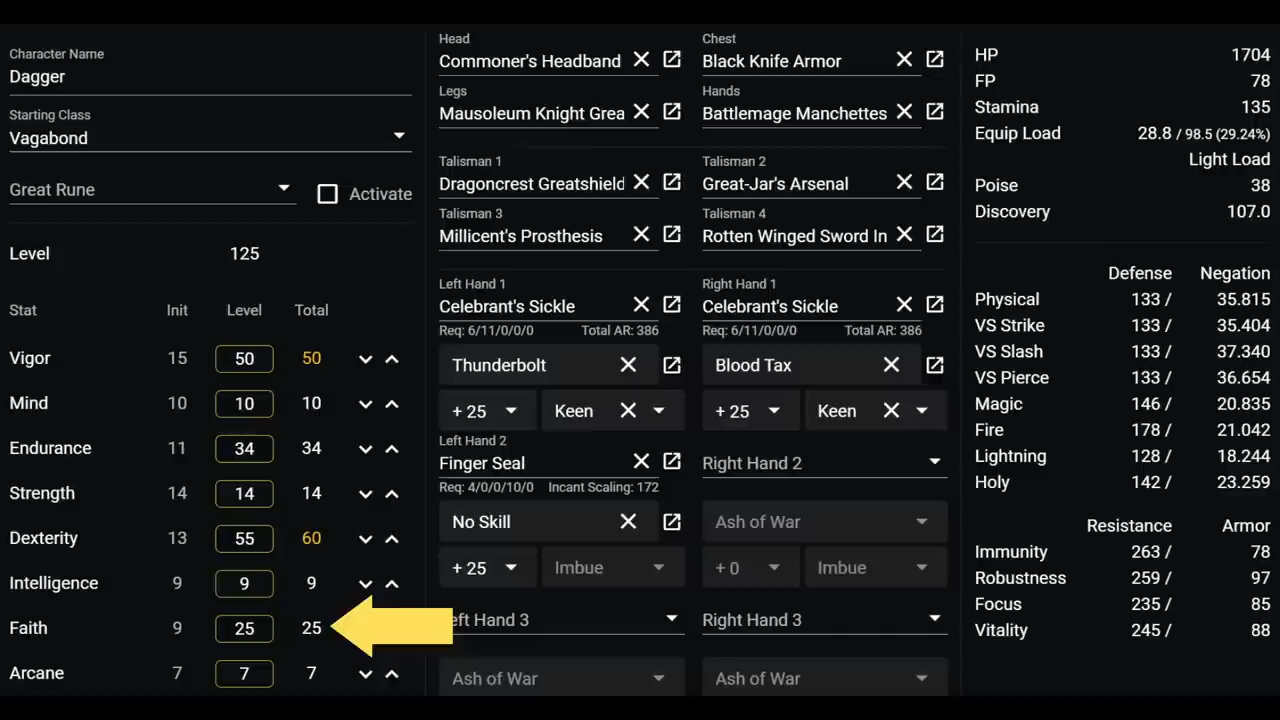 Character Name
Dagger
Starting Class
Vagabond
Great Rune
Activate
Level 125
Stat Init Level Total
Vigor 15 50 50
Mind 10 10 10
Endurance 11 34 34
Strength 14 14 14
Dexterity 13 55 60
Intelligence 9 9 9
Faith 9 25 25
Arcane 7 7 7
Head Chest
Commoner's Headband Black Knife Armor
Legs Hands
Mausoleum Knight Grea Battlemage Manchettes
Talisman 1 Talisman 2
Dragoncrest Greatshield Great-Jar's Arsenal
Talisman 3 Talisman 4
Millicent's Prosthesis Rotten Winged Sword In
Left Hand 1 Right Hand 1
Celebrant's Sickle Celebrant's Sickle
Req: 6/11/0/0/0 Total AR: 386 Req: 6/11/0/0/0 Total AR: 386
Thunderbolt Blood Tax
+ 25 Keen + 25 Keen
Left Hand 2
Finger Seal Right Hand 2
Req: 4/0/0/10/0 Incant Scaling: 172
No Skill Ash of War
+ 25 Imbue + 0 Imbue
eft Hand 3 Right Hand 3
Ash of War Ash of War
HP 1704
FP 78
Stamina 135
Equip Load 28.8 / 98.5 (29.24%)
Light Load
Poise 38
Discovery 107.0
Defense Negation
Physical 133 / 35.815
VS Strike 133 / 35.404
VS Slash 133 / 37.340
VS Pierce 133 / 36.654
Magic 146 / 20.835
Fire 178 / 21.042
Lightning 128 / 18.244
Holy 142 / 23.259
Resistance Armor
Immunity 263 / 78
Robustness 259 / 97
Focus 235 / 85
Vitality 245 / 88